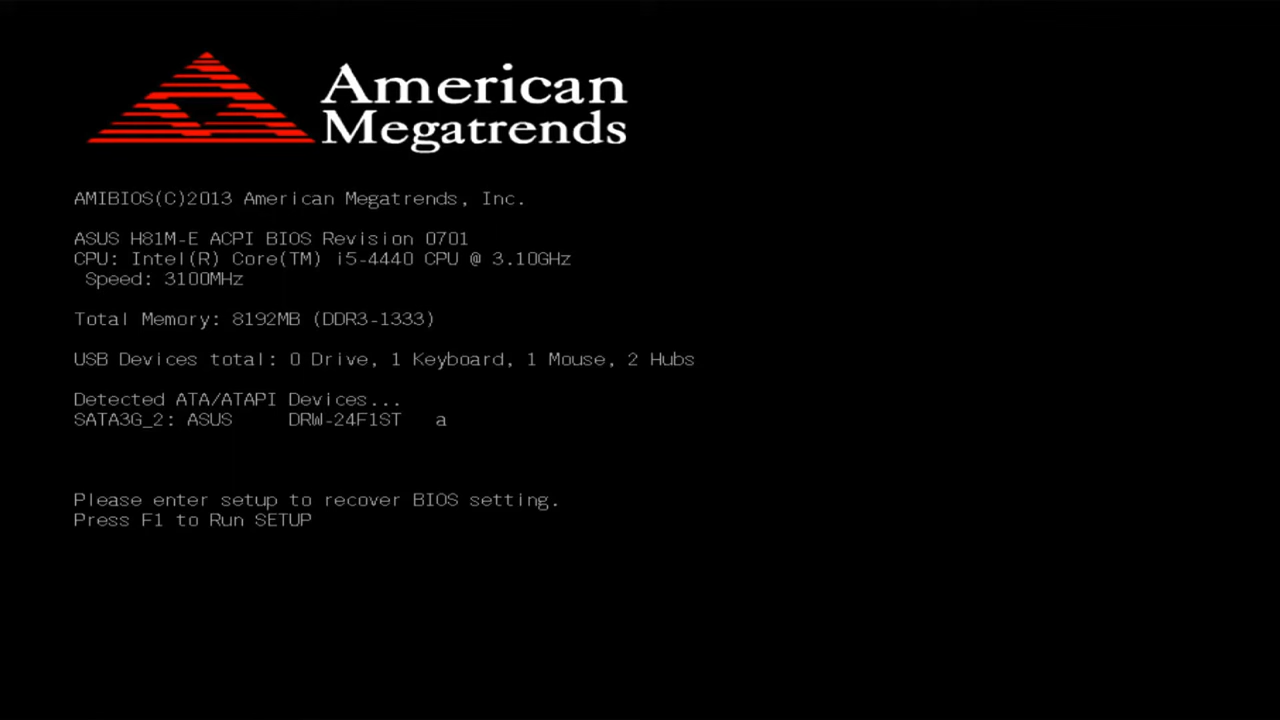 American
Megatrends
AMIBIOS(C)2013 American Megatrends, Inc.
ASUS H81M-E ACPI BIOS Revision 0701
CPU: Intel(R) Core(TM) i5-4440 CPU @ 3.10GHz
Speed: 3100MHz
Total Memory: 8192MB (DDR3-1333)
USB Devices total: 0 Drive, 1 Keyboard, 1 Mouse, 2 Hubs
Detected ATA/ATAPI Devices...
SATA3G_2: ASUS DRW-24F1ST a
Please enter setup to recover BIOS setting.
Press F1 to Run SETUP